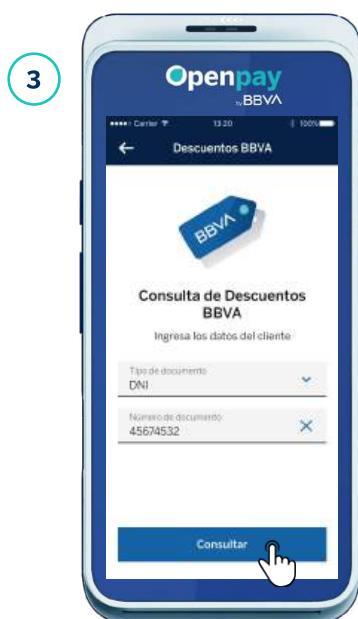 3
Openpay
by BBVA
Carrier 13:20 100%
Descuentos BBVA
BBVA
Consulta de Descuentos
BBVA
Ingresa los datos del cliente
Tipo de documento
DNI
Número de documento
45674532
Consultar